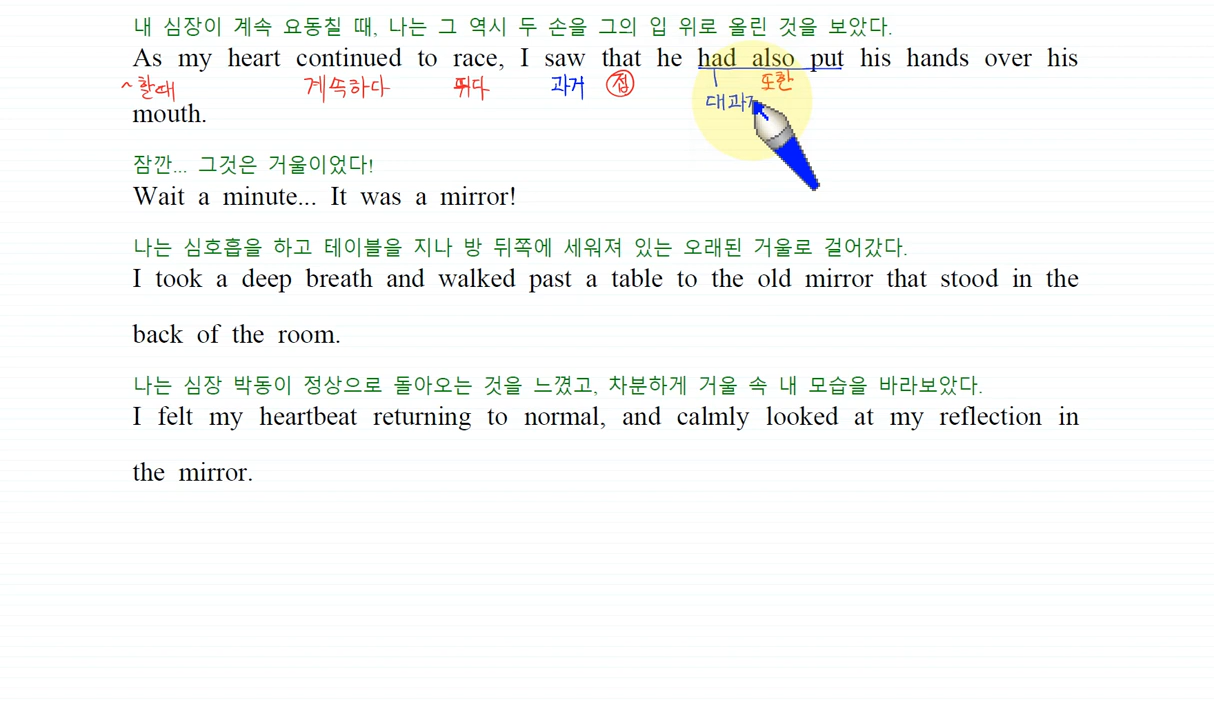 내 심장이 계속 요동칠 때, 나는 그 역시 두 손을 그의 입 위로 올린 것을 보았다.
As my heart continued to race, I saw that he had also put his hands over his
~할때 계속하다 뛰다 과거 접 또한
대과거
mouth.
잠깐... 그것은 거울이었다!
Wait a minute... It was a mirror!
나는 심호흡을 하고 테이블을 지나 방 뒤쪽에 세워져 있는 오래된 거울로 걸어갔다.
I took a deep breath and walked past a table to the old mirror that stood in the
back of the room.
나는 심장 박동이 정상으로 돌아오는 것을 느꼈고, 차분하게 거울 속 내 모습을 바라보았다.
I felt my heartbeat returning to normal, and calmly looked at my reflection in
the mirror.